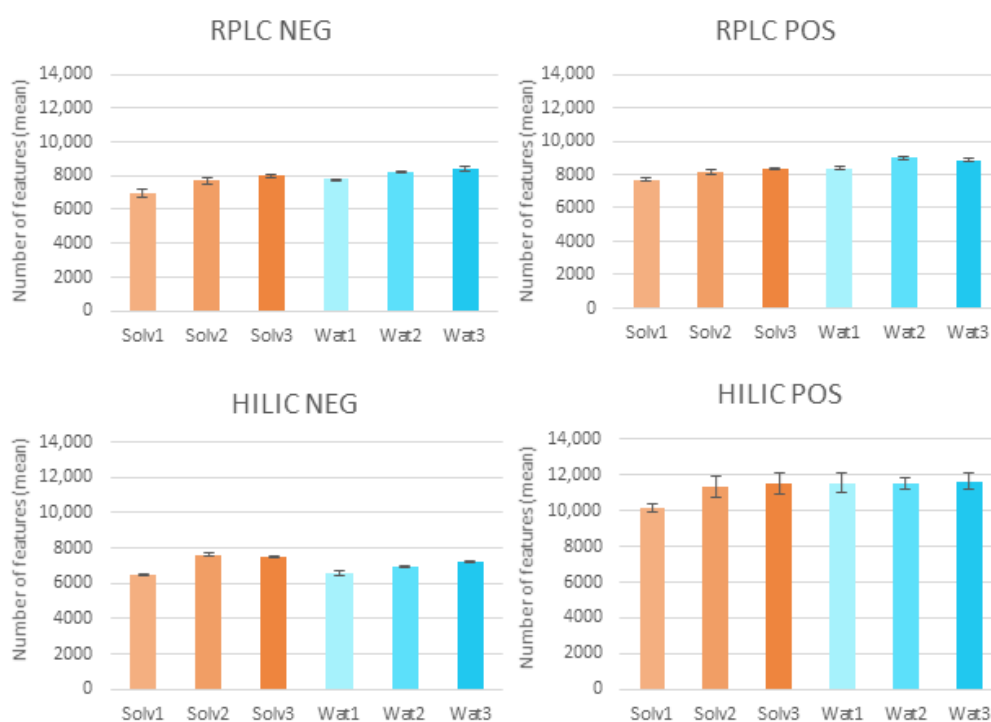 RPLC NEG
Number of features (mean)
14,000
12,000
10,000
8000
6000
4000
2000
0
Solv1 Solv2 Solv3 Wat1 Wat2 Wat3
RPLC POS
Number of features (mean)
14,000
12,000
10,000
8000
6000
4000
2000
0
Solv1 Solv2 Solv3 Wat1 Wat2 Wat3
HILIC NEG
Number of features (mean)
14,000
12,000
10,000
8000
6000
4000
2000
0
Solv1 Solv2 Solv3 Wat1 Wat2 Wat3
HILIC POS
Number of features (mean)
14,000
12,000
10,000
8000
6000
4000
2000
0
Solv1 Solv2 Solv3 Wat1 Wat2 Wat3